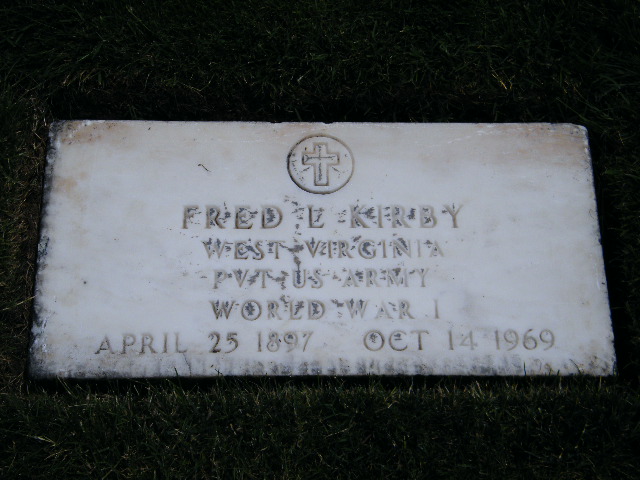 FRED L KIRBY
WEST VIRGINIA
PVT US ARMY
WORLD WAR I
APRIL 25 1897 OCT 14 1969